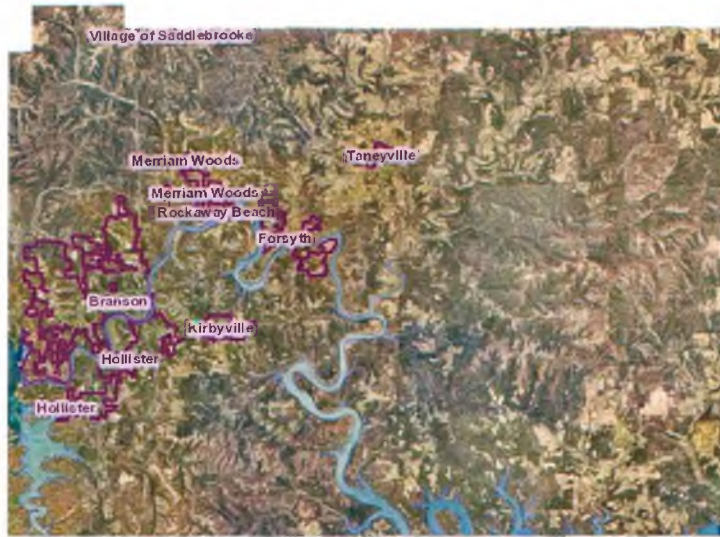 Village of Saddlebrooke
Merriam Woods
Taneyville
Merriam Woods
Rockaway Beach
Forsyth
Branson
Kirbyville
Hollister
Hollister